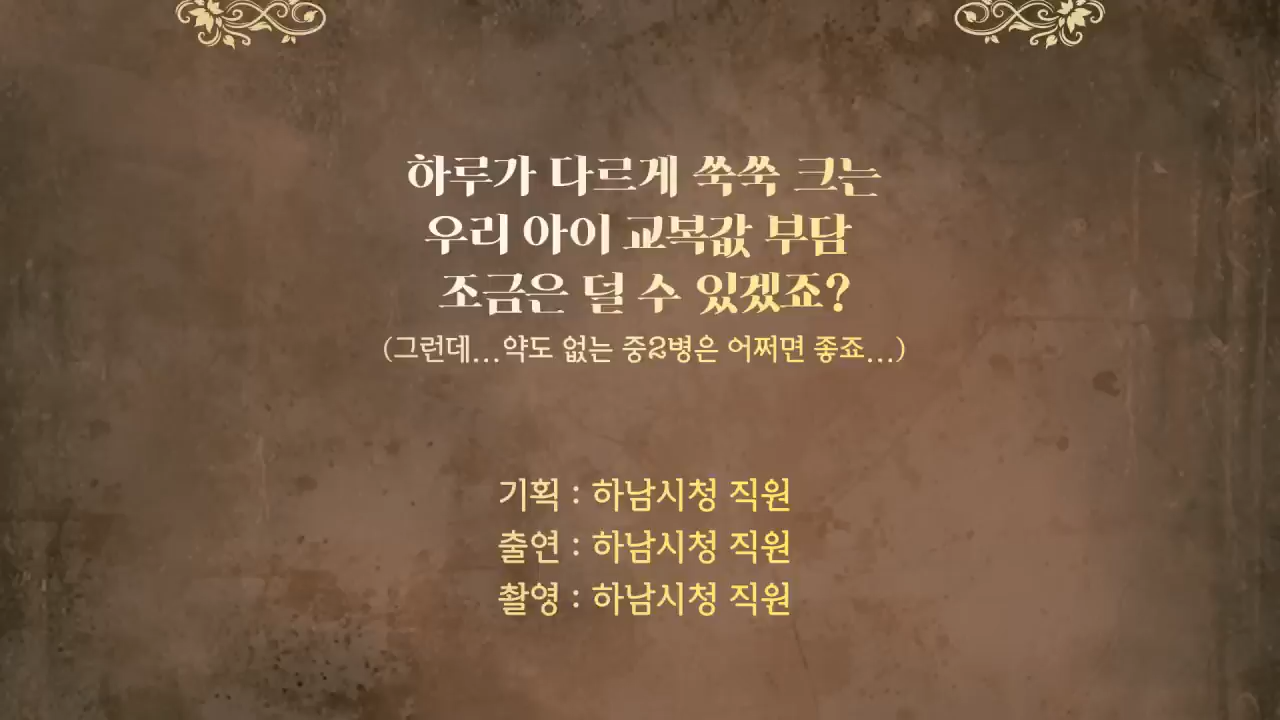 하루가 다르게 쑥쑥 크는
우리 아이 교복값 부담
조금은 덜 수 있겠죠?
(그런데...약도 없는 중2병은 어쩌면 좋죠...)
기획 : 하남시청 직원
출연 : 하남시청 직원
촬영 : 하남시청 직원